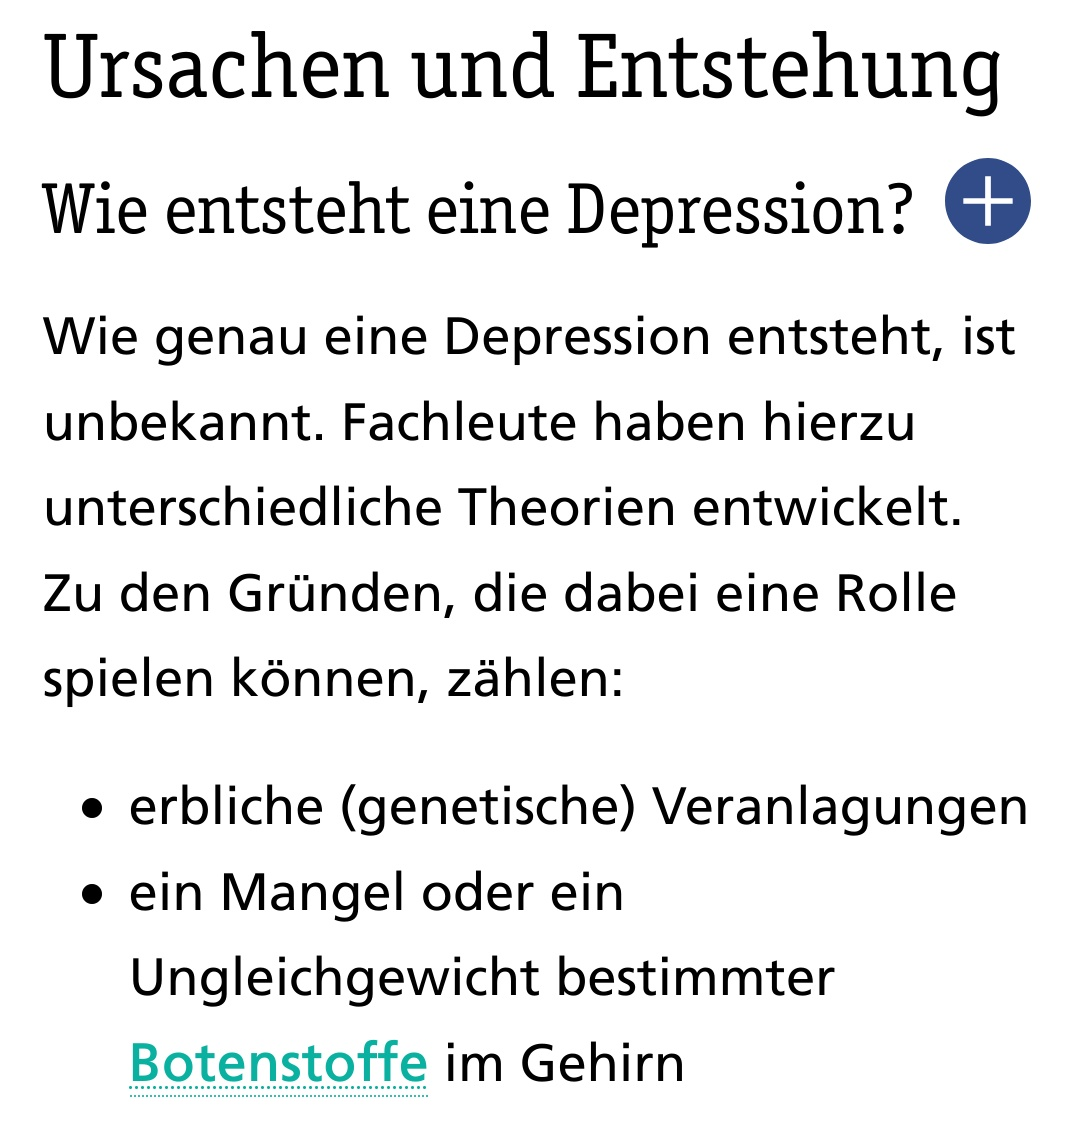 Ursachen und Entstehung
Wie entsteht eine Depression?
Wie genau eine Depression entsteht, ist
unbekannt. Fachleute haben hierzu
unterschiedliche Theorien entwickelt.
Zu den Gründen, die dabei eine Rolle
spielen können, zählen:
• erbliche (genetische) Veranlagungen
• ein Mangel oder ein
Ungleichgewicht bestimmter
Botenstoffe im Gehirn